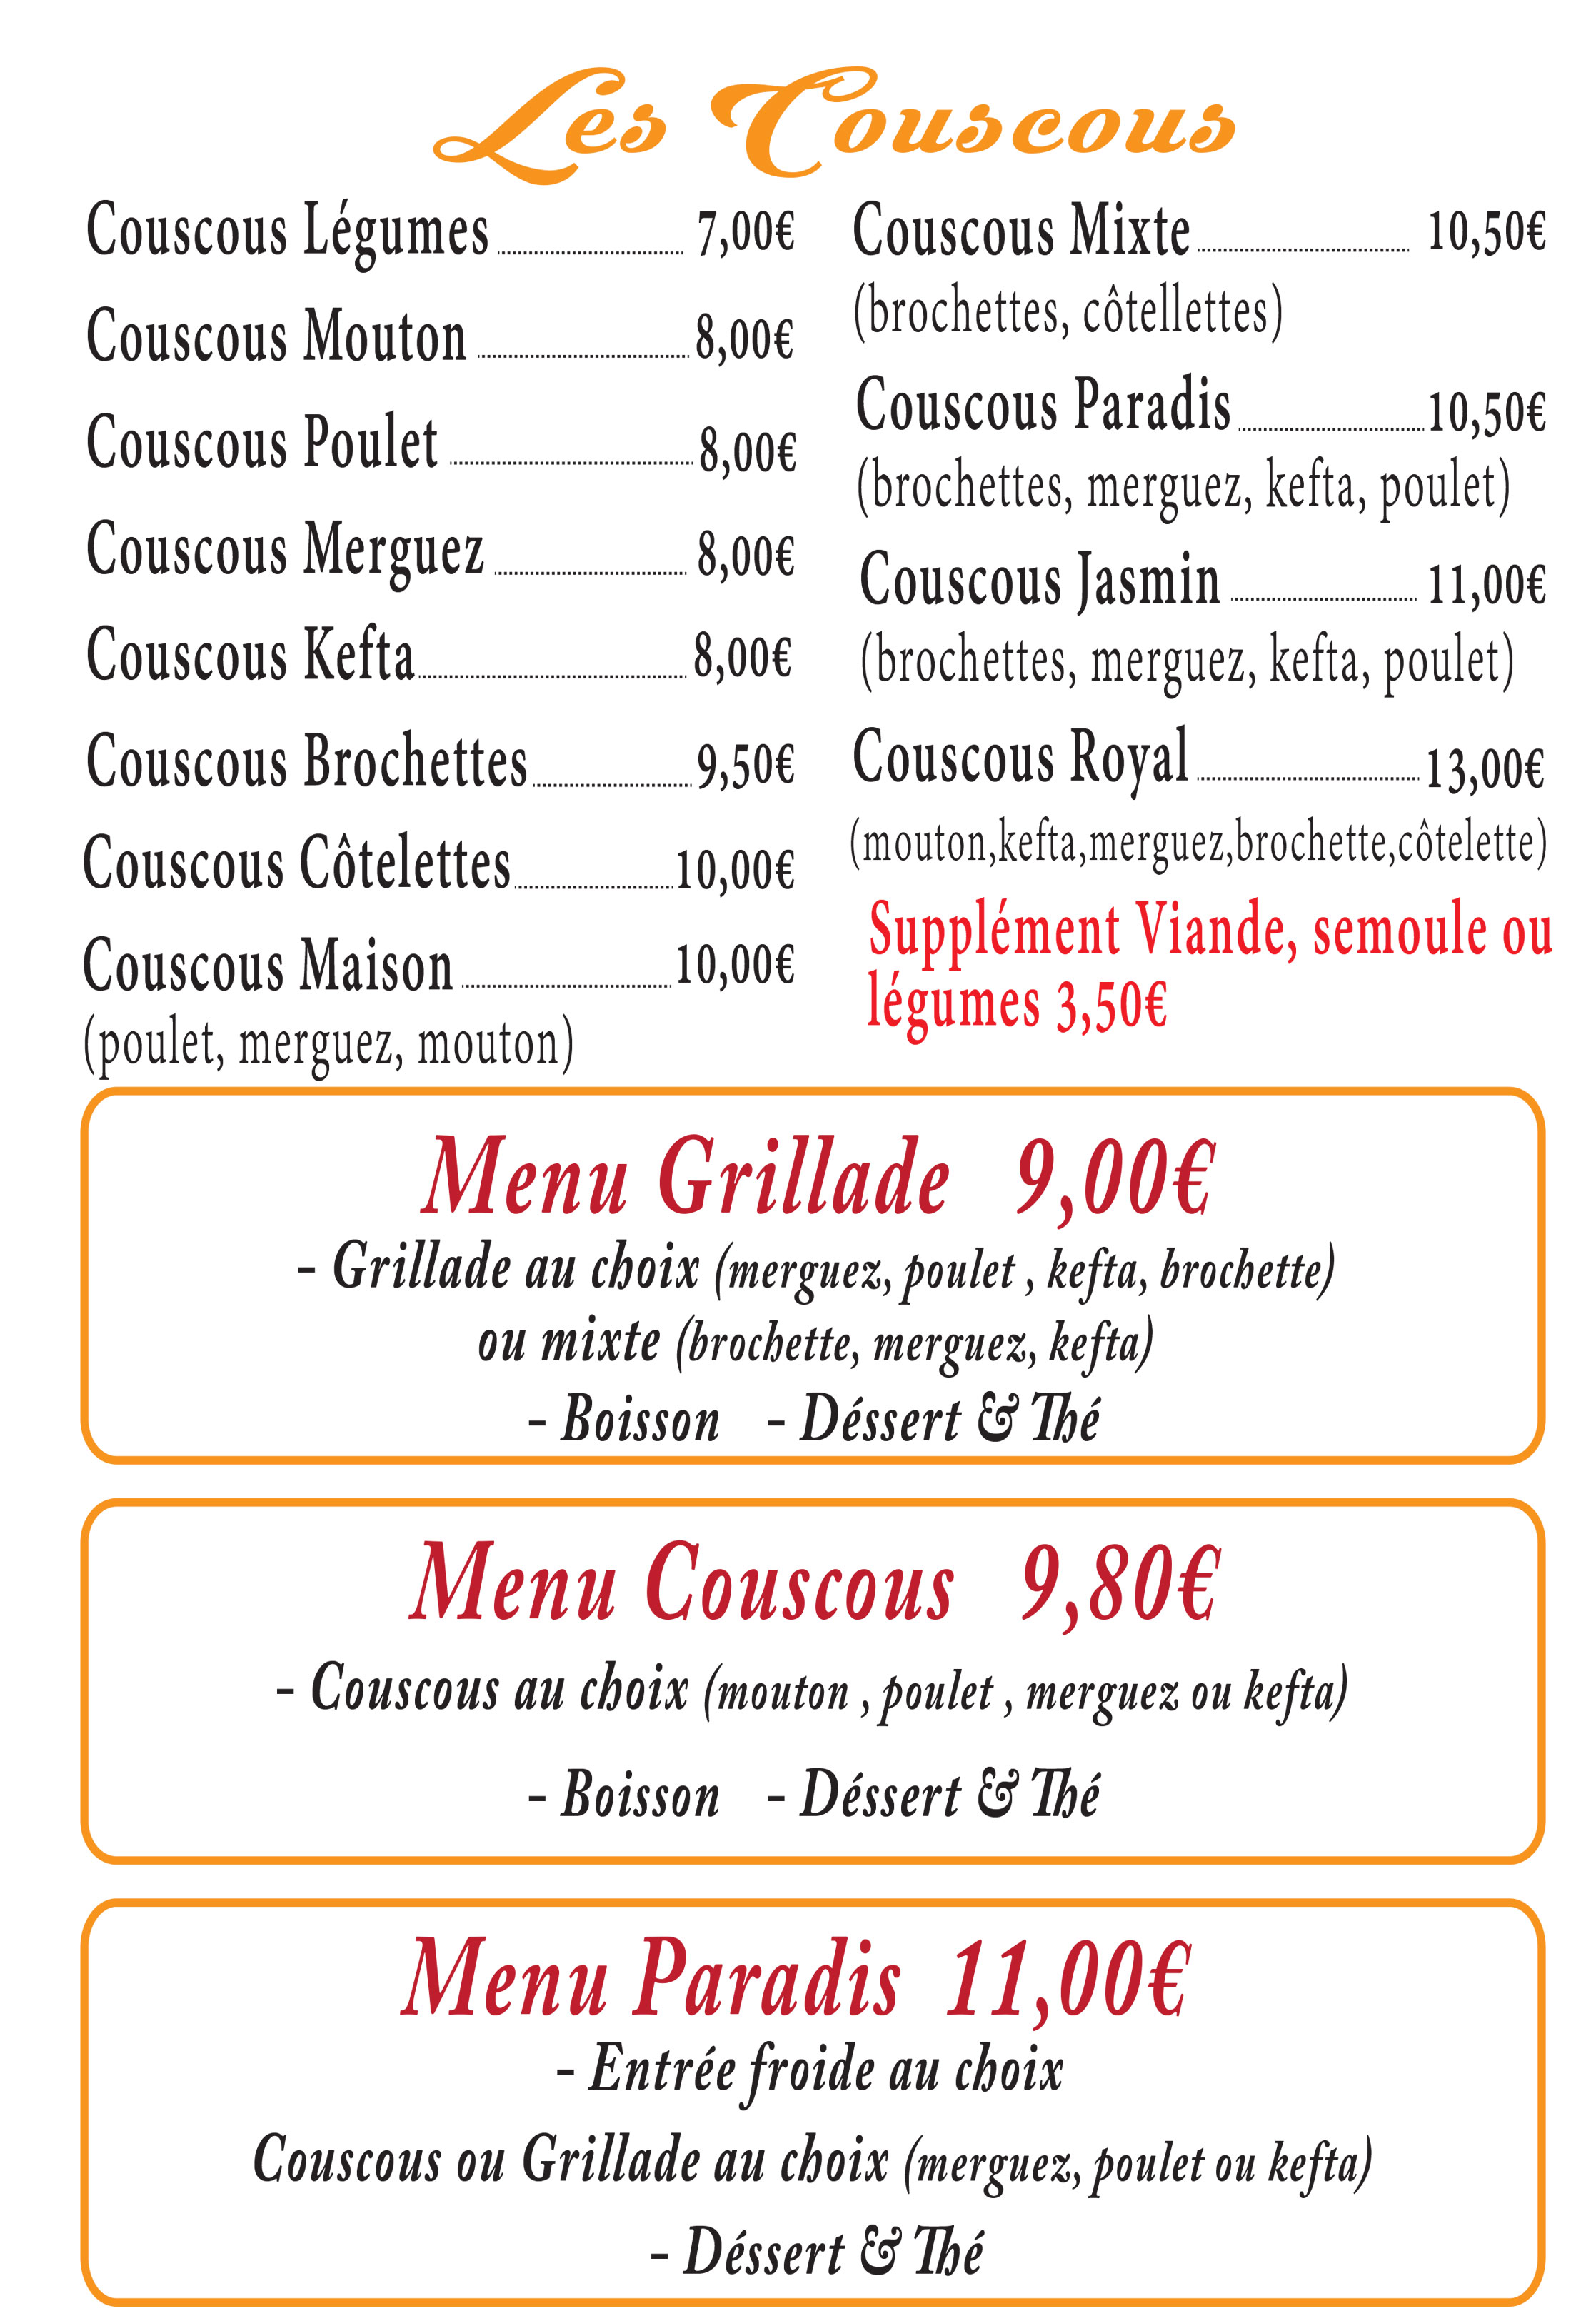 Les Couscous
Couscous Légumes 7,00€
Couscous Mouton 8,00€
Couscous Poulet 8,00€
Couscous Merguez 8,00€
Couscous Kefta 8,00€
Couscous Brochettes 9,50€
Couscous Côtelettes 10,00€
Couscous Maison 10,00€
(poulet, merguez, mouton)
Couscous Mixte 10,50€
(brochettes, côtellettes)
Couscous Paradis 10,50€
(brochettes, merguez, kefta, poulet)
Couscous Jasmin 11,00€
(brochettes, merguez, kefta, poulet)
Couscous Royal 13,00€
(mouton,kefta,merguez,brochette,côtelette)
Supplément Viande, semoule ou
légumes 3,50€
Menu Grillade 9,00€
- Grillade au choix (merguez, poulet , kefta, brochette)
ou mixte (brochette, merguez, kefta)
- Boisson - Déssert & Thé
Menu Couscous 9,80€
- Couscous au choix (mouton , poulet , merguez ou kefta)
- Boisson - Déssert & Thé
Menu Paradis 11,00€
- Entrée froide au choix
Couscous ou Grillade au choix (merguez, poulet ou kefta)
- Déssert & Thé